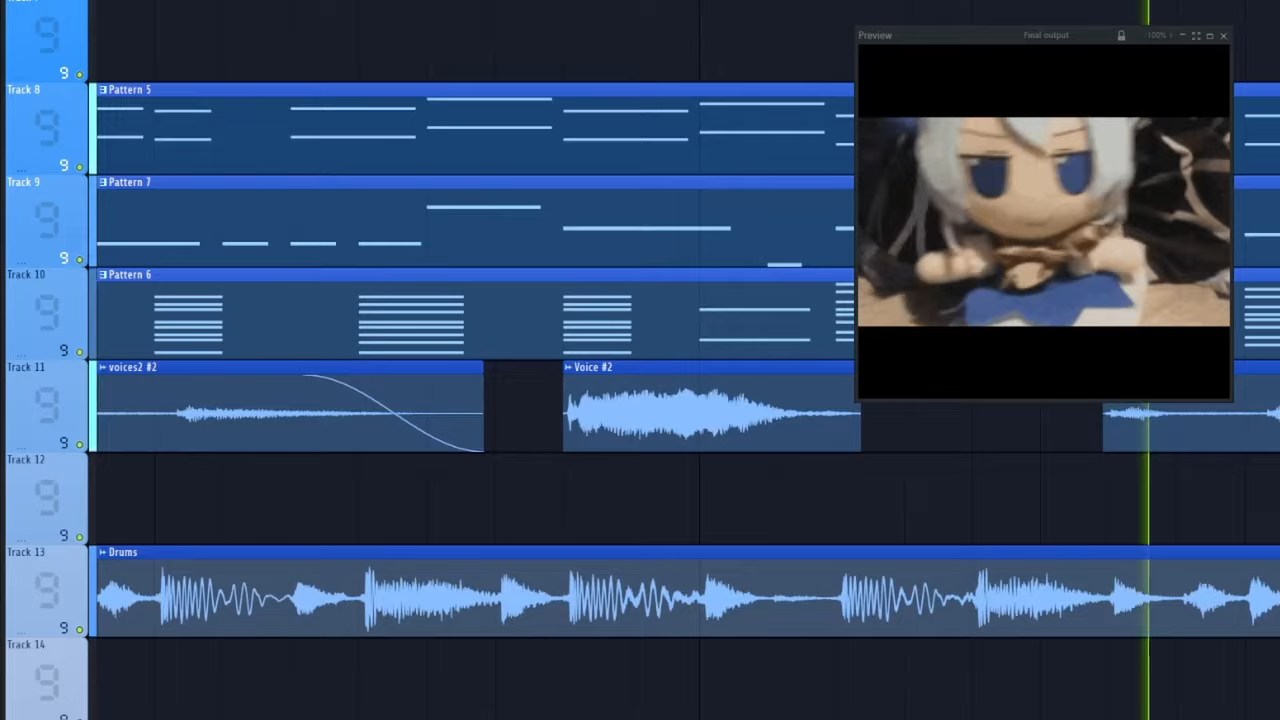 Preview
Final output
100%
Track 8
Pattern 5
Track 9
Pattern 7
Track 10
Pattern 6
Track 11
voices2 #2
Voice #2
Track 12
Track 13
Drums
Track 14